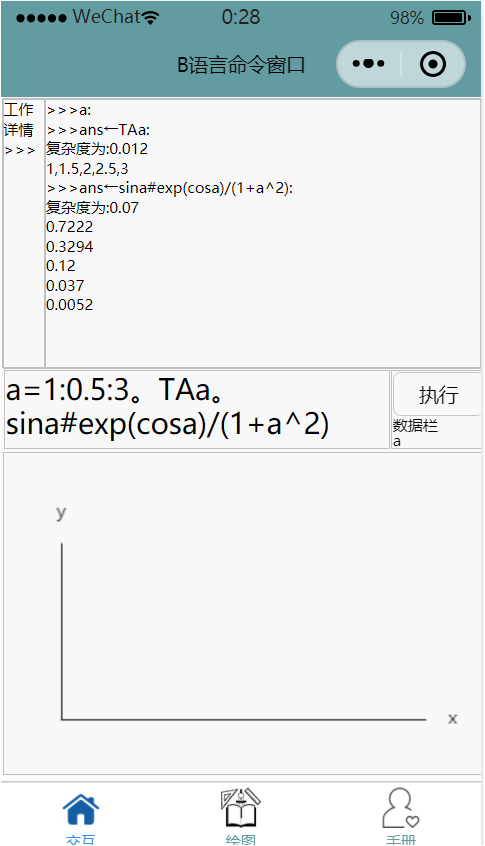 WeChat 0:28 98%
B语言命令窗口
工作
详情
>>>
>>>a:
>>>ans←TAa:
复杂度为:0.012
1,1.5,2,2.5,3
>>>ans←sina#exp(cosa)/(1+a^2):
复杂度为:0.07
0.7222
0.3294
0.12
0.037
0.0052
a=1:0.5:3。TAa。
sina#exp(cosa)/(1+a^2)
执行
数据栏
a
y
x
交互 绘图 手册